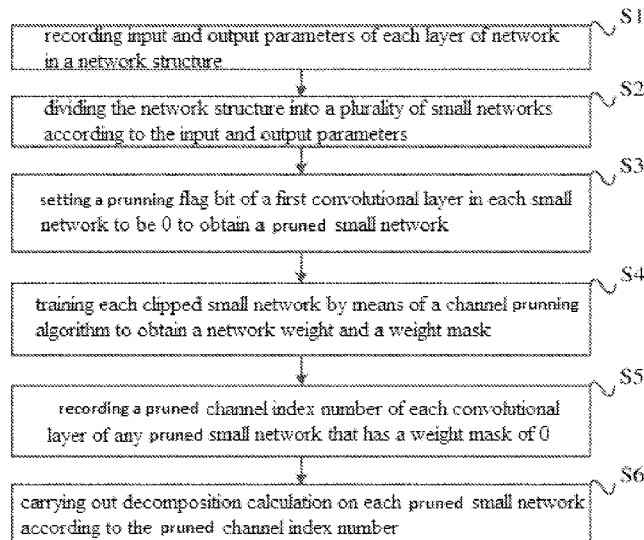 S1
recording input and output parameters of each layer of network
in a network structure
S2
dividing the network structure into a plurality of small networks
according to the input and output parameters
S3
setting a prunning flag bit of a first convolutional layer in each small
network to be 0 to obtain a pruned small network
S4
training each clipped small network by means of a channel prunning
algorithm to obtain a network weight and a weight mask
S5
recording a pruned channel index number of each convolutional
layer of any pruned small network that has a weight mask of 0
S6
carrying out decomposition calculation on each pruned small network
according to the pruned channel index number